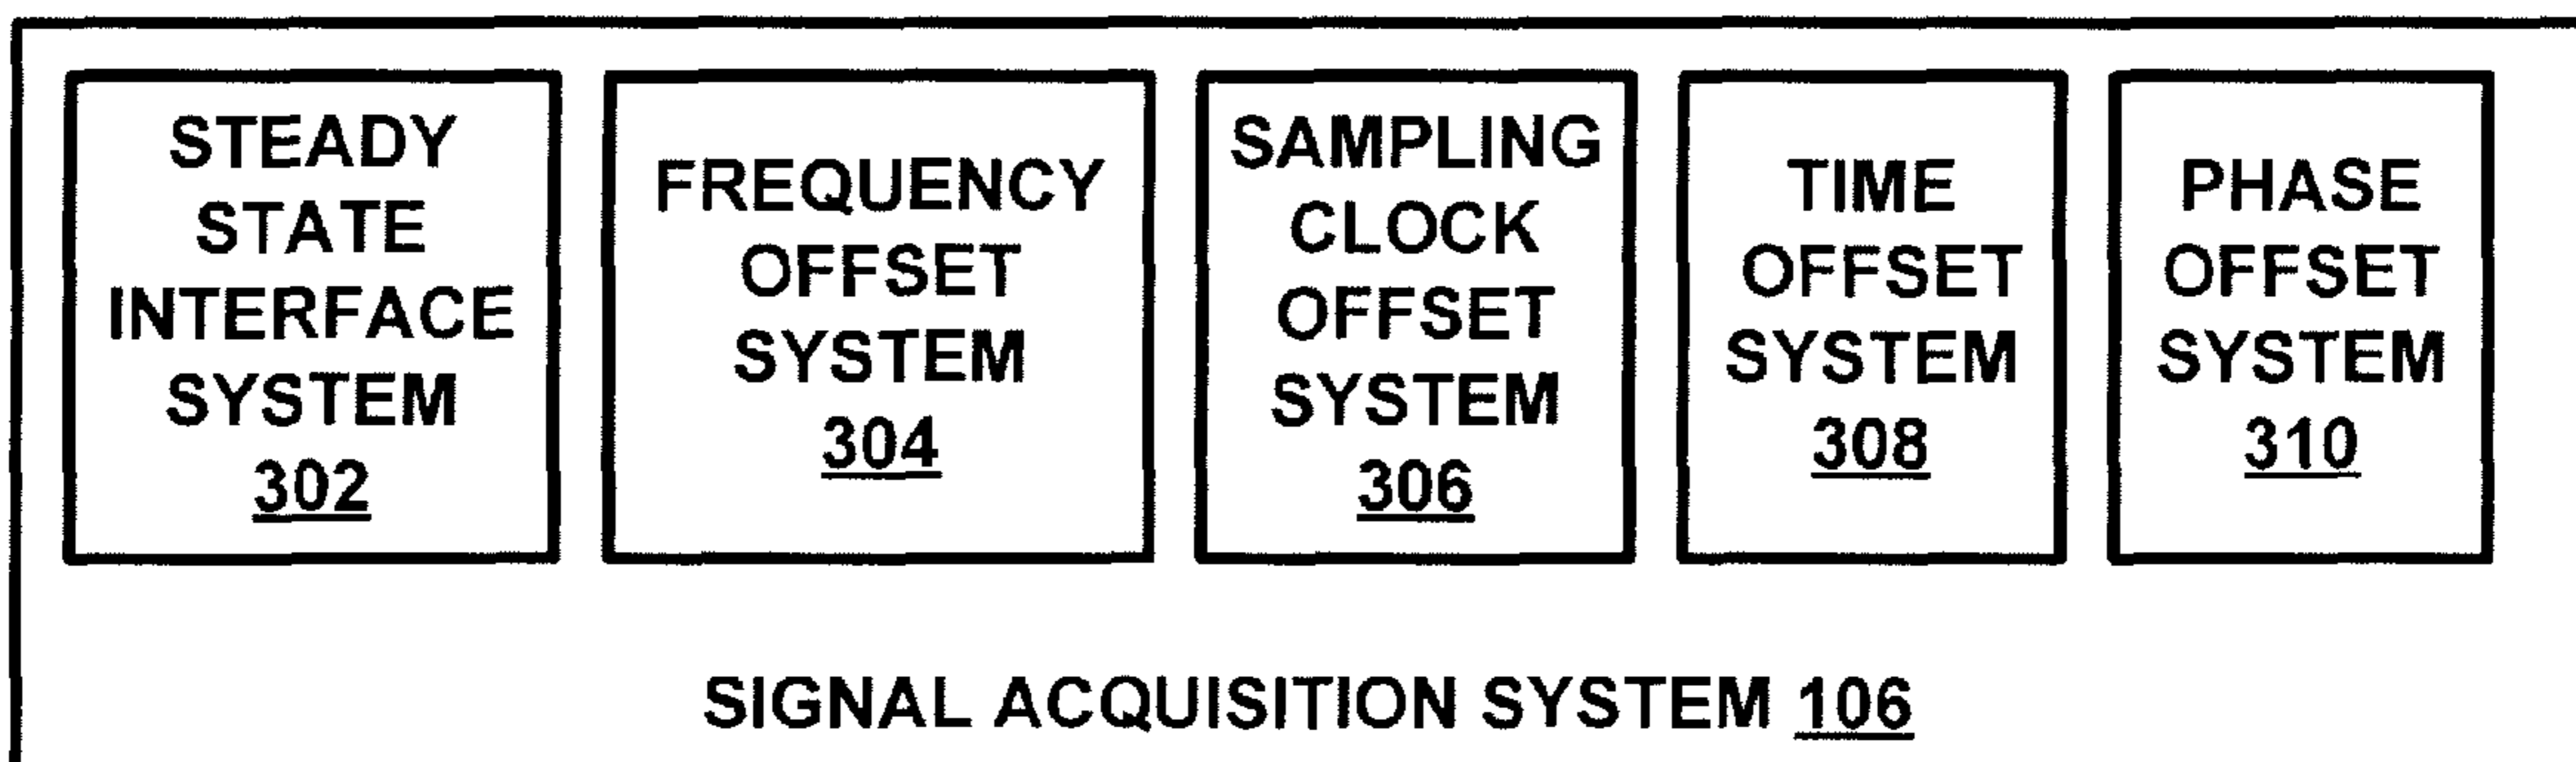 STEADY
STATE
INTERFACE
SYSTEM
302
FREQUENCY
OFFSET
SYSTEM
304
SAMPLING
CLOCK
OFFSET
SYSTEM
306
TIME
OFFSET
SYSTEM
308
PHASE
OFFSET
SYSTEM
310
SIGNAL ACQUISITION SYSTEM 106